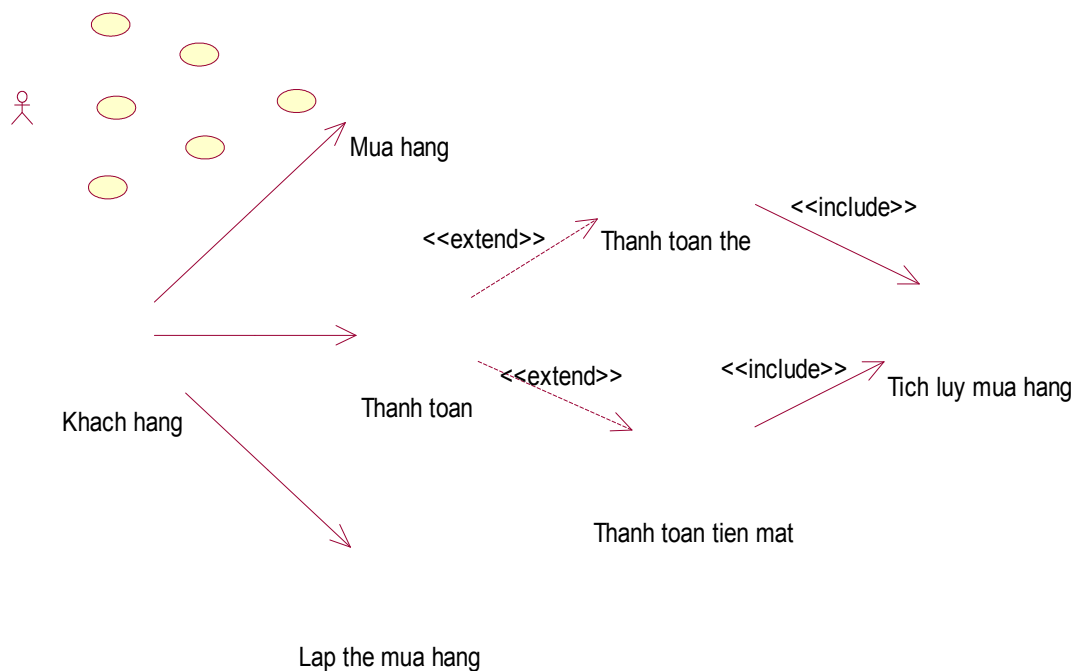 Mua hang
<<include>>
<<extend>>
Thanh toan the
<<extend>>
<<include>>
Tich luy mua hang
Thanh toan
Khach hang
Thanh toan tien mat
Lap the mua hang